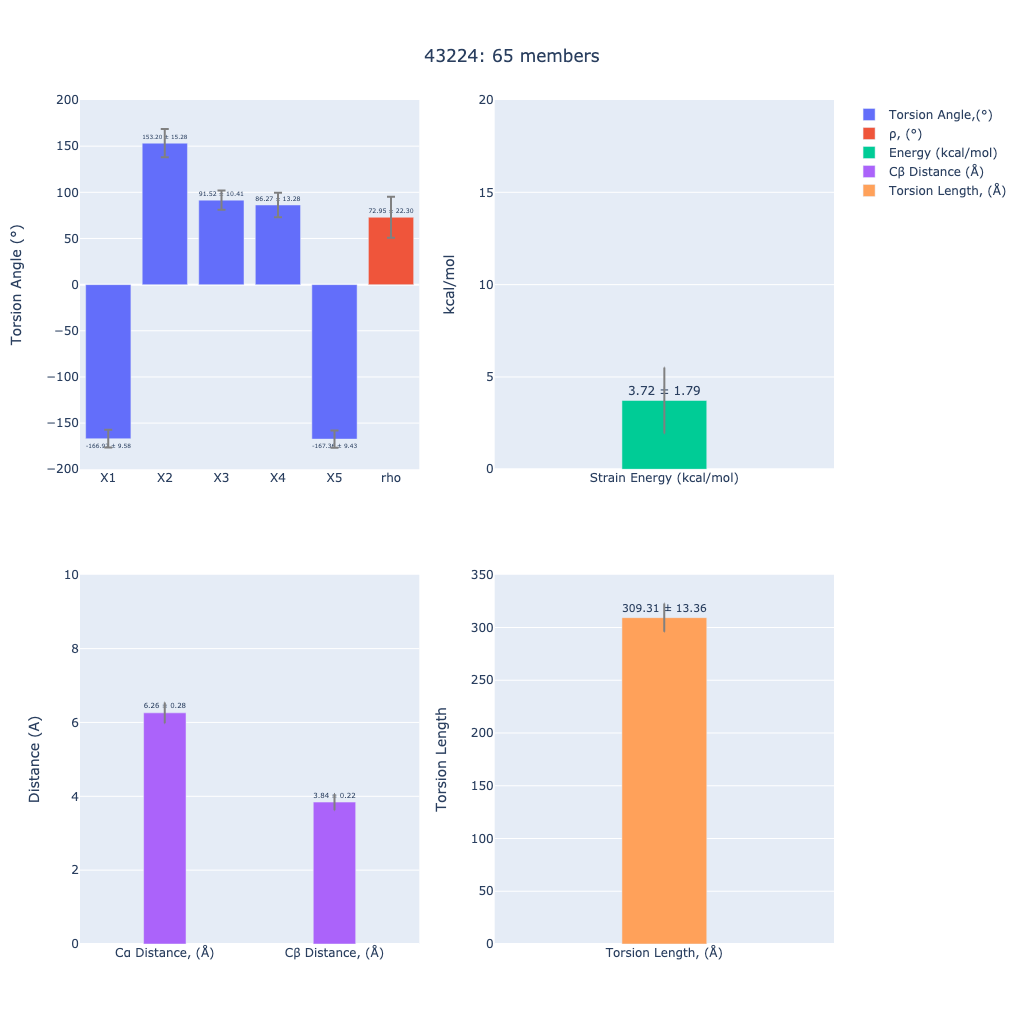 43224: 65 members
Torsion Angle (°)
200
150
100
50
0
−50
−100
−150
−200
153.20 ± 15.28
91.52 ± 10.41
86.27 ± 13.28
72.95 ± 22.30
± 9.58
± 9.43
X1 X2 X3 X4 X5 rho
kcal/mol
20
15
10
5
0
3.72 ± 1.79
Strain Energy (kcal/mol)
Torsion Angle,(°)
ρ, (°)
Energy (kcal/mol)
Cβ Distance (Å)
Torsion Length, (Å)
Distance (A)
10
8
6
4
2
0
6.26 ± 0.28
3.84 ± 0.22
Cα Distance, (Å) Cβ Distance, (Å)
Torsion Length
350
300
250
200
150
100
50
0
309.31 ± 13.36
Torsion Length, (Å)